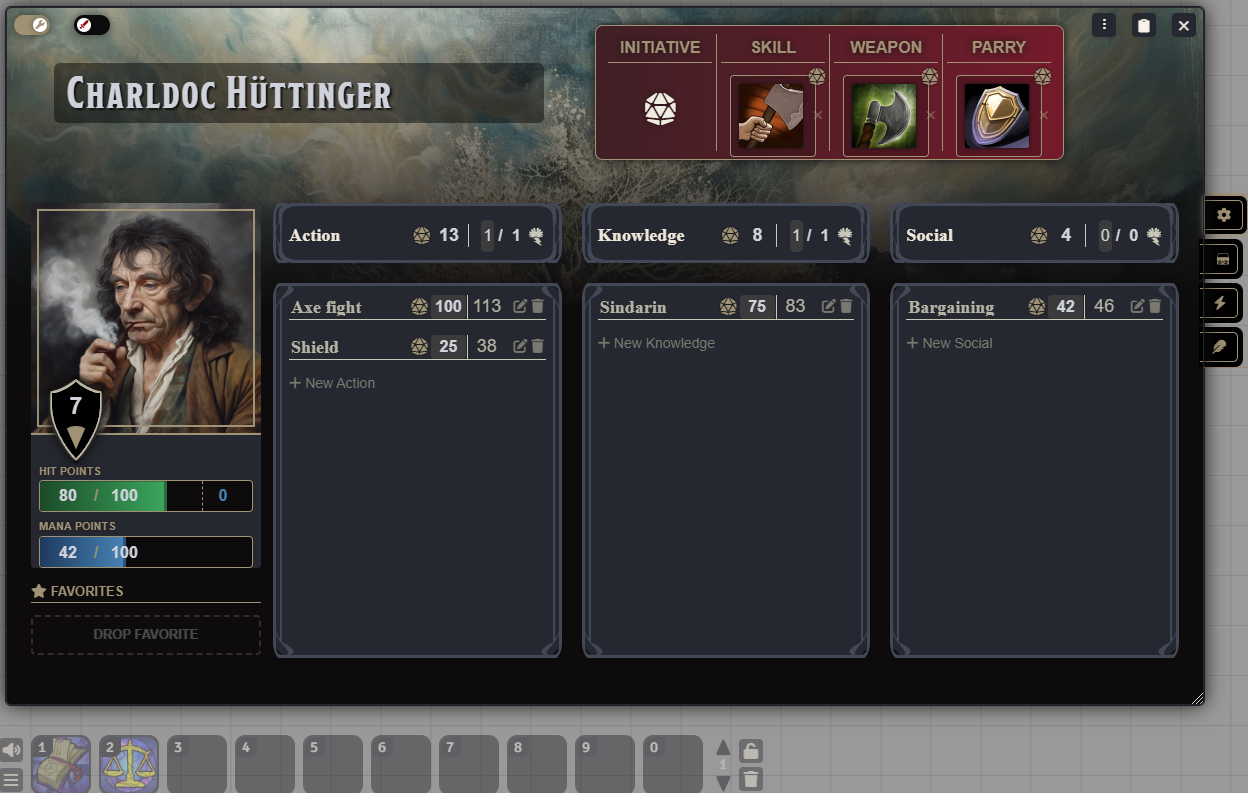 Charldoc Hüttinger
INITIATIVE SKILL WEAPON PARRY
Action 13 1 / 1
Knowledge 8 1 / 1
Social 4 0 / 0
Axe fight 100 113
Shield 25 38
+ New Action
Sindarin 75 83
+ New Knowledge
Bargaining 42 46
+ New Social
7
HIT POINTS
80 / 100 0
MANA POINTS
42 / 100
FAVORITES
DROP FAVORITE
1 2 3 4 5 6 7 8 9 0
1